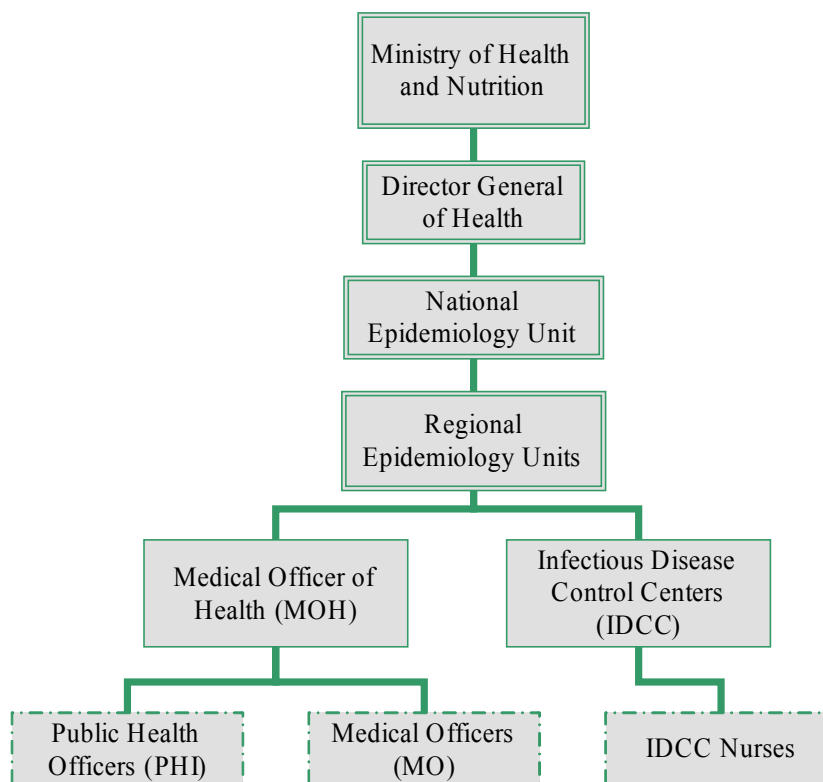 Ministry of Health
and Nutrition
Director General
of Health
National
Epidemiology Unit
Regional
Epidemiology Units
Medical Officer of
Health (MOH)
Infectious Disease
Control Centers
(IDCC)
Public Health
Officers (PHI)
Medical Officers
(MO)
IDCC Nurses